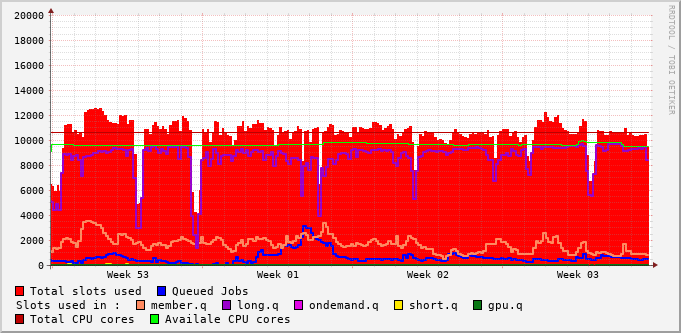 20000
18000
16000
14000
12000
10000
8000
6000
4000
2000
0
Week 53 Week 01 Week 02 Week 03
Total slots used Queued Jobs
Slots used in : member.q long.q ondemand.q short.q gpu.q
Total CPU cores Availale CPU cores
RRDTOOL / TOBI OETIKER